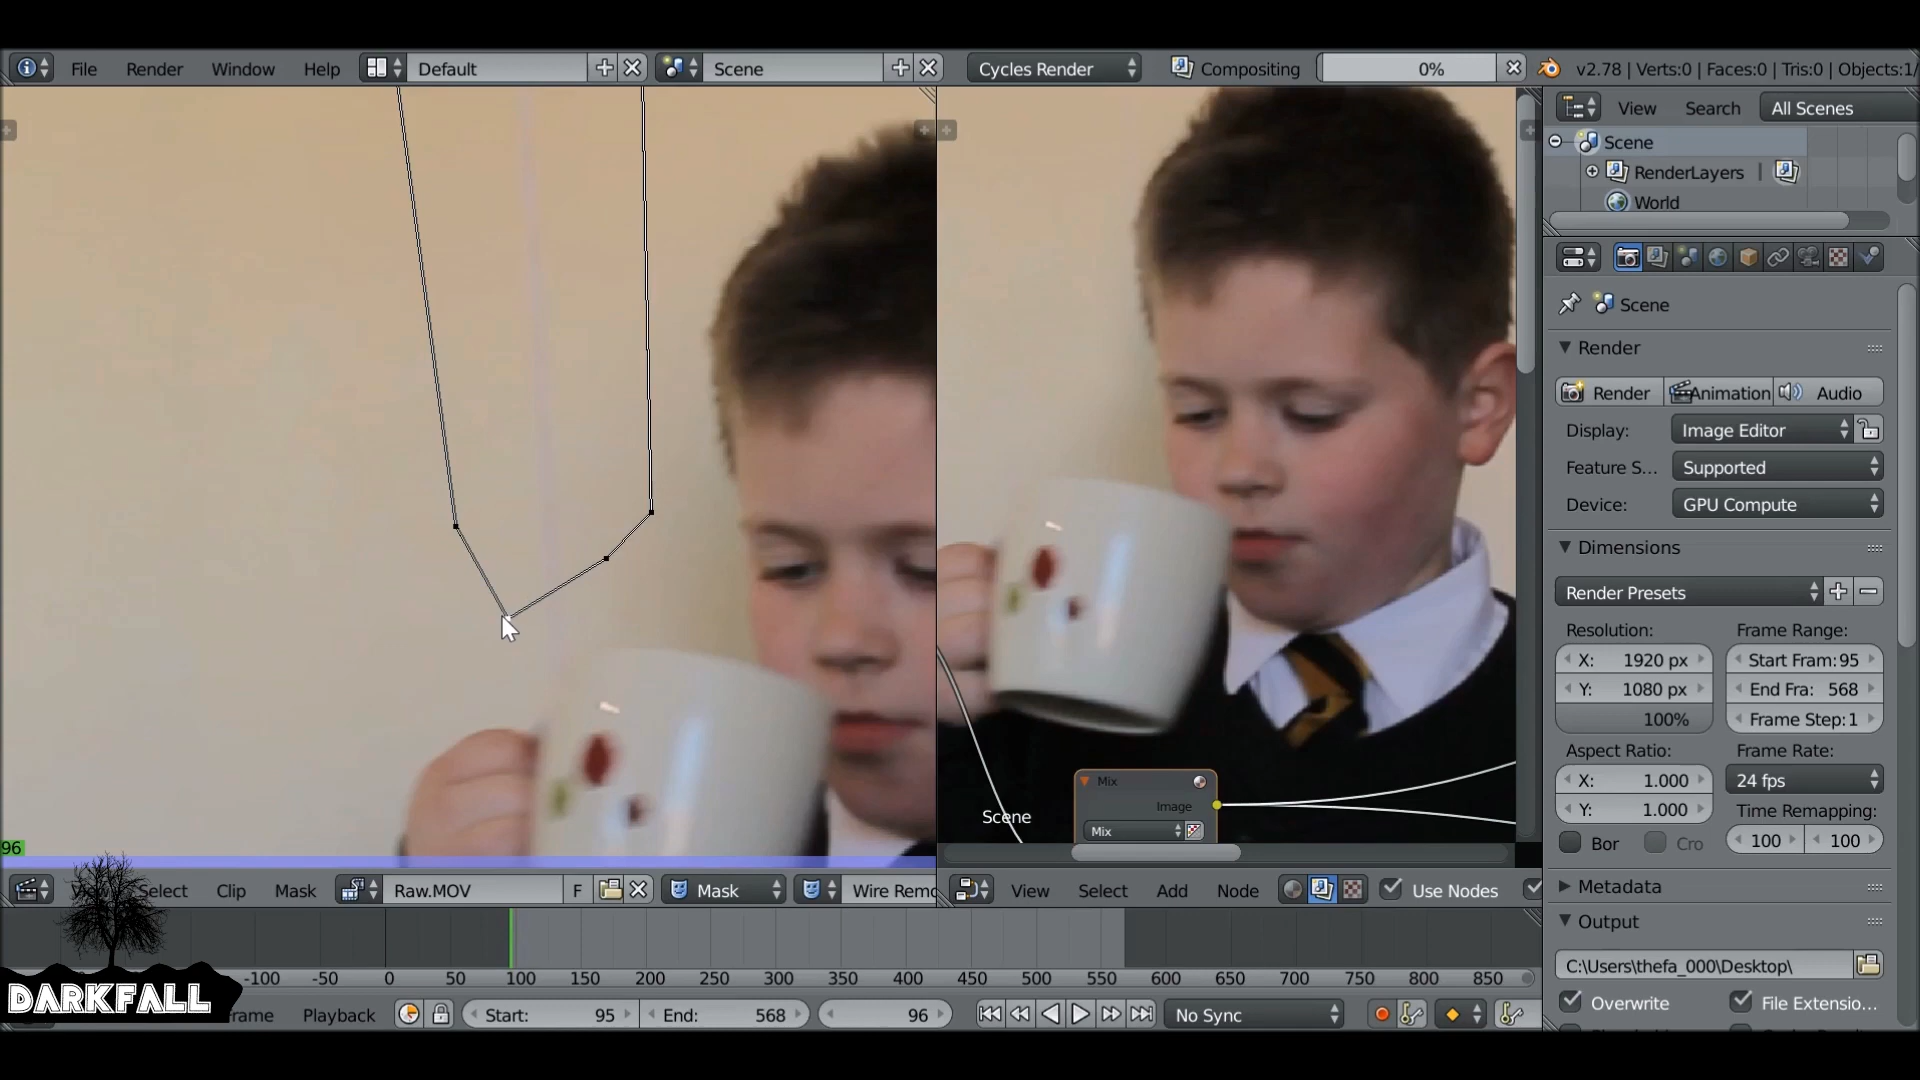 File Render Window Help Default Scene Cycles Render Compositing 0% v2.78 | Verts:0 | Faces:0 | Tris:0 | Objects:1/
View Search All Scenes
Scene
RenderLayers
World
Scene
Render
Render Animation Audio
Display: Image Editor
Feature S... Supported
Device: GPU Compute
Dimensions
Render Presets
Resolution: Frame Range:
X: 1920 px Start Fram: 95
Y: 1080 px End Fra: 568
100% Frame Step: 1
Aspect Ratio: Frame Rate:
X: 1.000 24 fps
Y: 1.000 Time Remapping:
Bor Cro 100 100
Metadata
Output
C:\Users\thefa_000\Desktop\
Overwrite File Extensio...
Mix
Image
Mix
Scene
96
View Select Clip Mask Raw.MOV F Mask Wire Remo
View Select Add Node Use Nodes
-100 -50 0 50 100 150 200 250 300 350 400 450 500 550 600 650 700 750 800 850
DARKFALL
rame Playback Start: 95 End: 568 96 No Sync